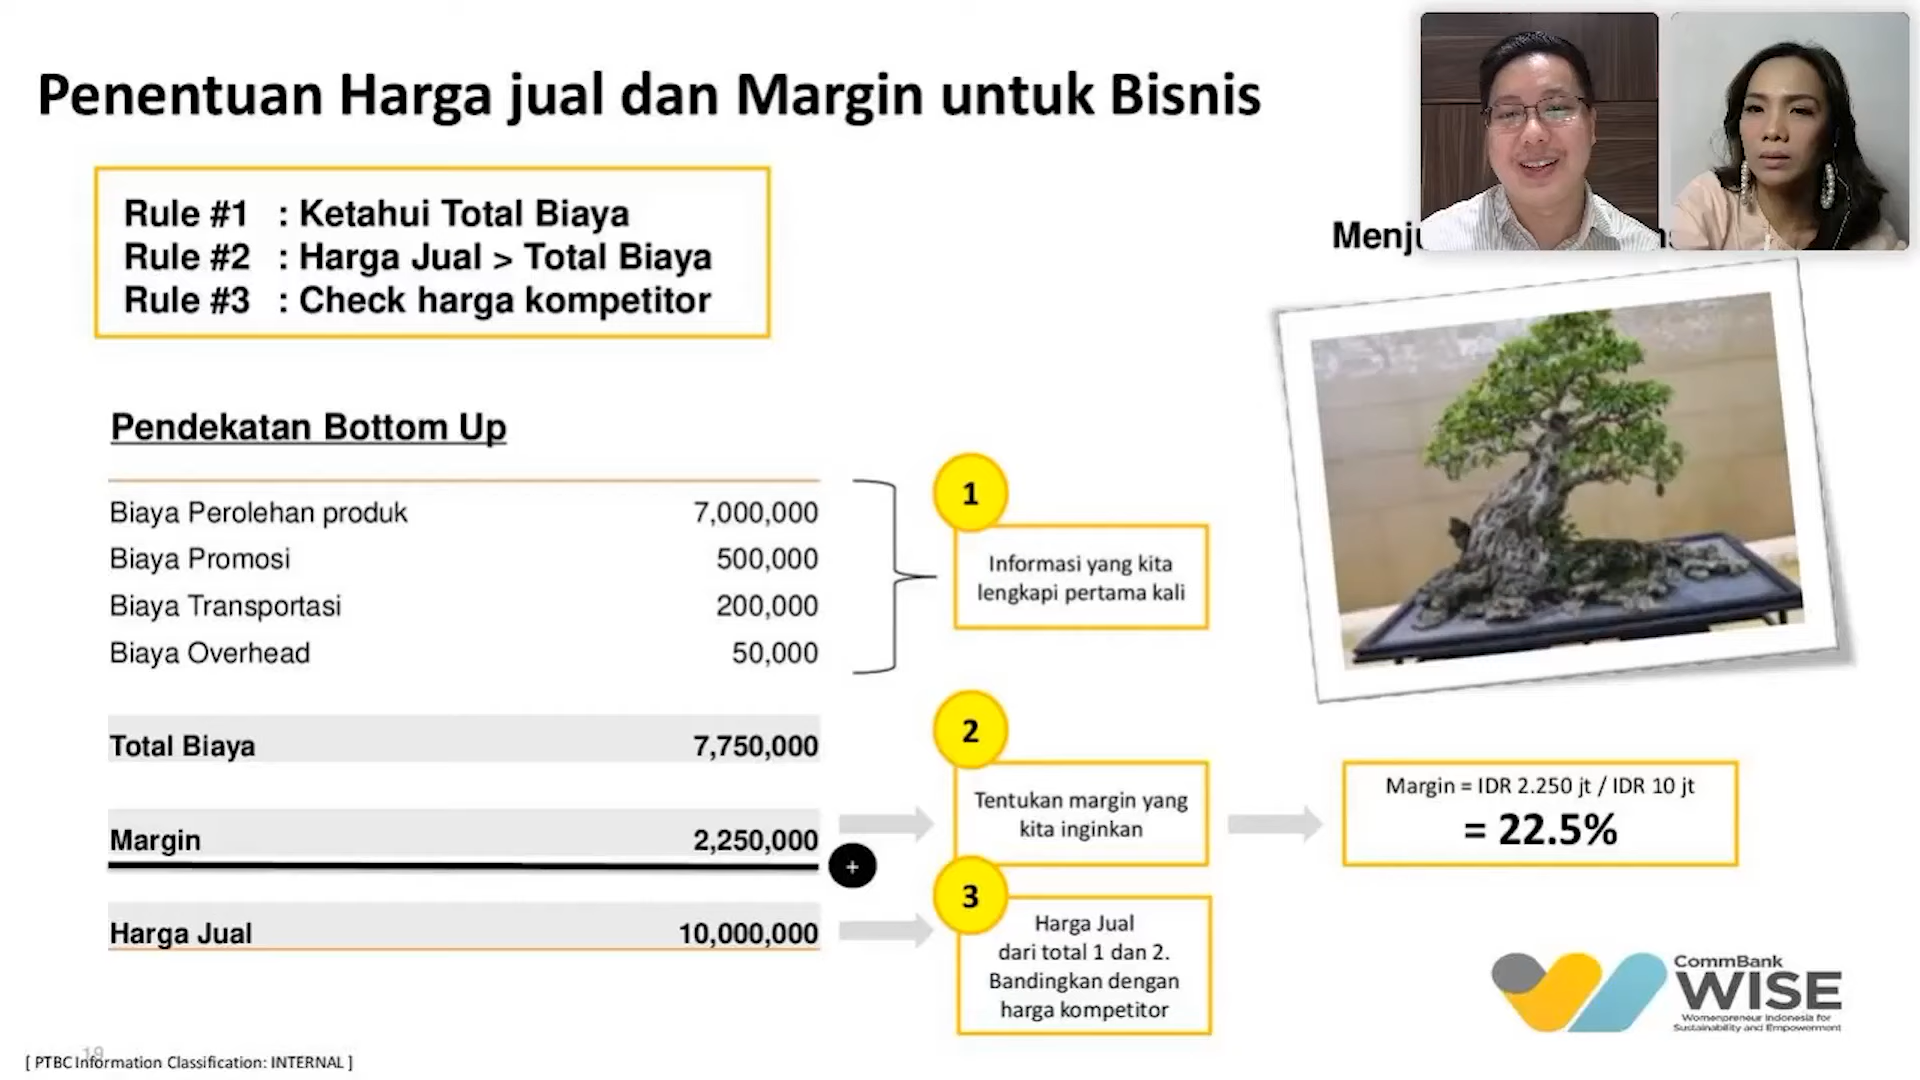 Penentuan Harga jual dan Margin untuk Bisnis
Rule #1 : Ketahui Total Biaya
Rule #2 : Harga Jual > Total Biaya
Rule #3 : Check harga kompetitor
Pendekatan Bottom Up
Biaya Perolehan produk 7,000,000
Biaya Promosi 500,000
Biaya Transportasi 200,000
Biaya Overhead 50,000
Total Biaya 7,750,000
Margin 2,250,000
+
Harga Jual 10,000,000
1
Informasi yang kita
lengkapi pertama kali
2
Tentukan margin yang
kita inginkan
3
Harga Jual
dari total 1 dan 2.
Bandingkan dengan
harga kompetitor
Margin = IDR 2.250 jt / IDR 10 jt
= 22.5%
CommBank
WISE
Womenpreneur Indonesia for
Sustainability and Empowerment
19
[ PTBC Information Classification: INTERNAL ]